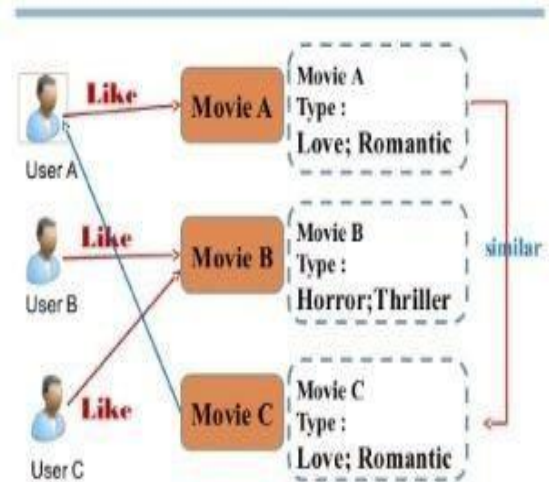 Like
Movie A
Movie A
Type :
Love; Romantic
User A
Like
Movie B
Movie B
Type :
Horror;Thriller
similar
User B
Like
Movie C
Movie C
Type :
Love; Romantic
User C